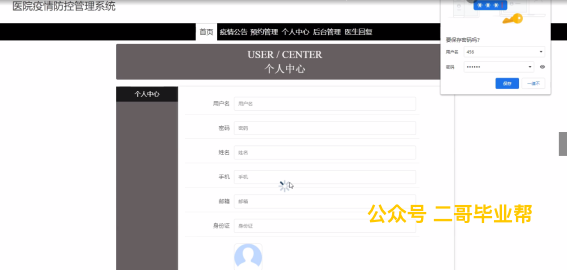 医院疫情防控管理系统
要保存密码吗?
用户名 456
密码 ••••••
保存 一律不
首页 疫情公告 预约管理 个人中心 后台管理 医生回复
USER / CENTER
个人中心
个人中心
用户名 用户名
密码 密码
姓名 姓名
手机 手机
邮箱 邮箱
身份证 身份证
公众号 二哥毕业帮